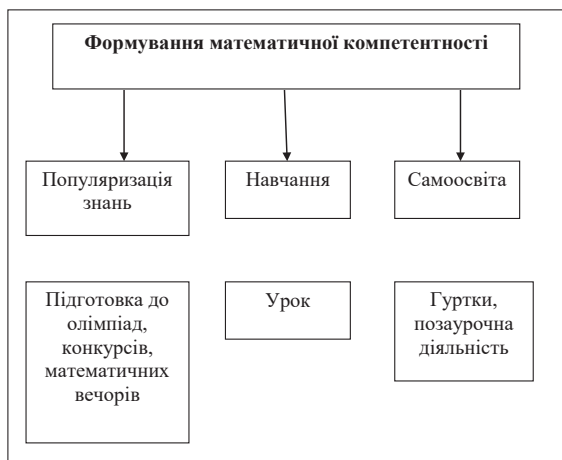 Формування математичної компетентності
Популяризація
знань
Навчання
Самоосвіта
Підготовка до
олімпіад,
конкурсів,
математичних
вечорів
Урок
Гуртки,
позаурочна
діяльність